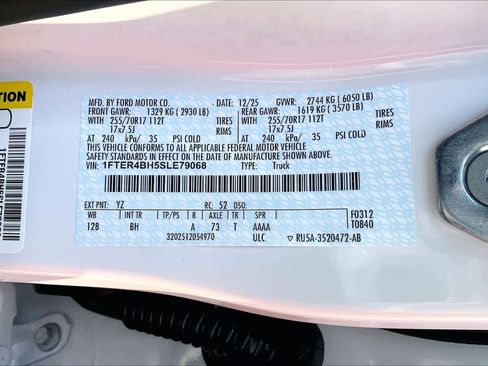 MFD. BY FORD MOTOR CO. DATE: 12/25 GVWR: 2744 KG ( 6050 LB)
FRONT GAWR: 1329 KG ( 2930 LB) REAR GAWR: 1619 KG ( 3570 LB)
255/70R17 112T TIRES 255/70R17 112T
17x7.5J RIMS 17x7.5J
AT 240 kPa/ 35 PSI COLD AT 240 kPa/ 35 PSI COLD
THIS VEHICLE CONFORMS TO ALL APPLICABLE FEDERAL MOTOR VEHICLE
SAFETY STANDARDS IN EFFECT ON THE DATE OF MANUFACTURE SHOWN ABOVE.
VIN: 1FTER4BH5SLE79068 TYPE: Truck
EXT PNT: YZ RC: 52 DSO:
WB INT TR TP/PS R AXLE TR SPR
128 BH A 73 T AAAA
3202512054970 ULC
F0312
T0840
RU5A-3520472-AB